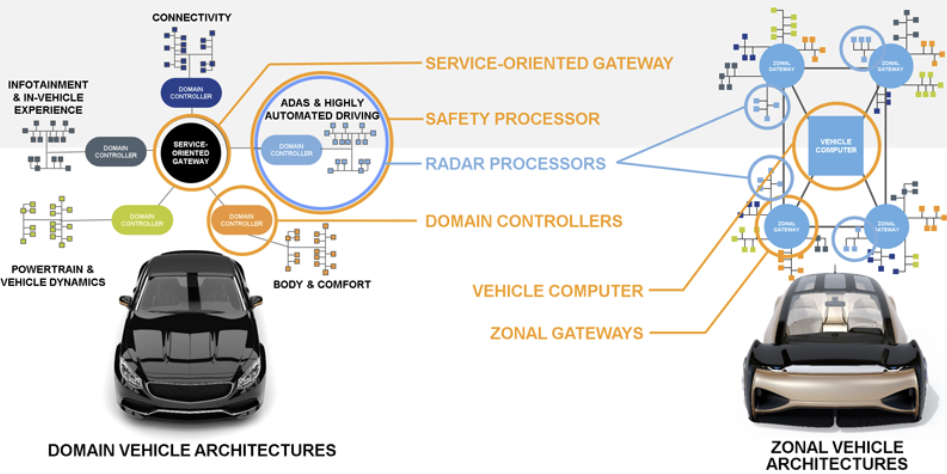 CONNECTIVITY
DOMAIN
CONTROLLER
INFOTAINMENT
& IN-VEHICLE
EXPERIENCE
DOMAIN
CONTROLLER
SERVICE-
ORIENTED
GATEWAY
ADAS & HIGHLY
AUTOMATED DRIVING
DOMAIN
CONTROLLER
DOMAIN
CONTROLLER
DOMAIN
CONTROLLER
POWERTRAIN &
VEHICLE DYNAMICS
BODY & COMFORT
DOMAIN VEHICLE ARCHITECTURES
SERVICE-ORIENTED GATEWAY
SAFETY PROCESSOR
RADAR PROCESSORS
DOMAIN CONTROLLERS
VEHICLE COMPUTER
ZONAL GATEWAYS
ZONAL
GATEWAY
ZONAL
GATEWAY
VEHICLE
COMPUTER
ZONAL
GATEWAY
ZONAL
GATEWAY
ZONAL VEHICLE
ARCHITECTURES